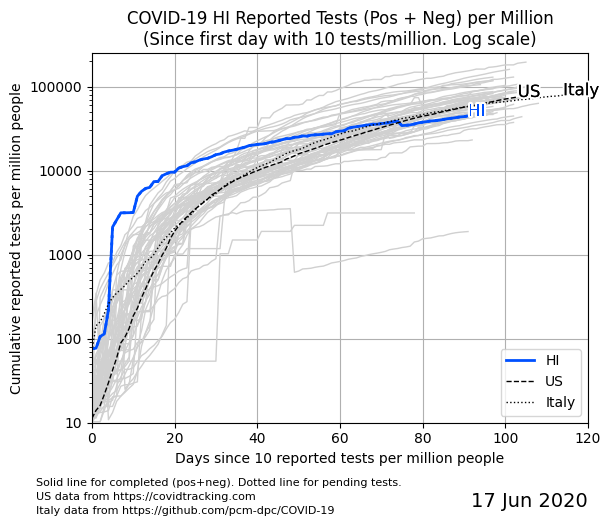 COVID-19 HI Reported Tests (Pos + Neg) per Million
(Since first day with 10 tests/million. Log scale)
Cumulative reported tests per million people
100000
10000
1000
100
10
US
Italy
HI
HI
US
Italy
0
20
40
60
80
100
120
Days since 10 reported tests per million people
Solid line for completed (pos+neg). Dotted line for pending tests.
US data from https://covidtracking.com
Italy data from https://github.com/pcm-dpc/COVID-19
17 Jun 2020